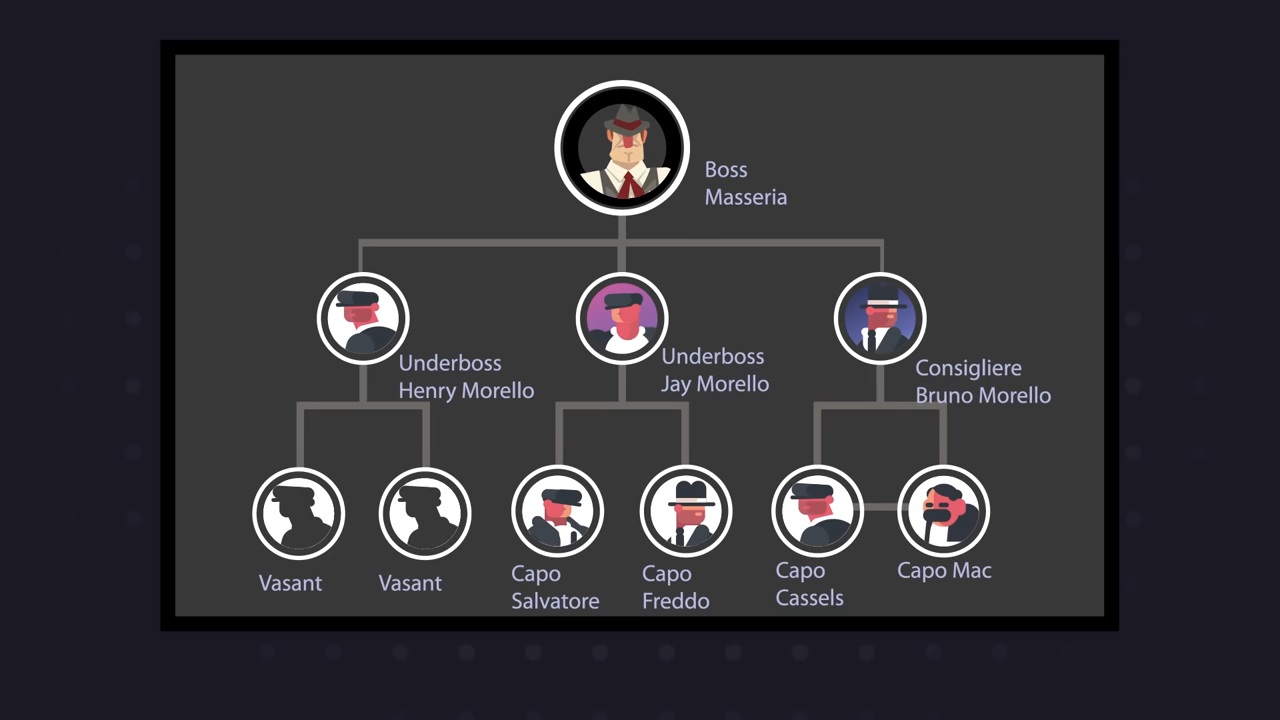 Boss
Masseria
Underboss
Henry Morello
Underboss
Jay Morello
Consigliere
Bruno Morello
Vasant
Vasant
Capo
Salvatore
Capo
Freddo
Capo
Cassels
Capo Mac